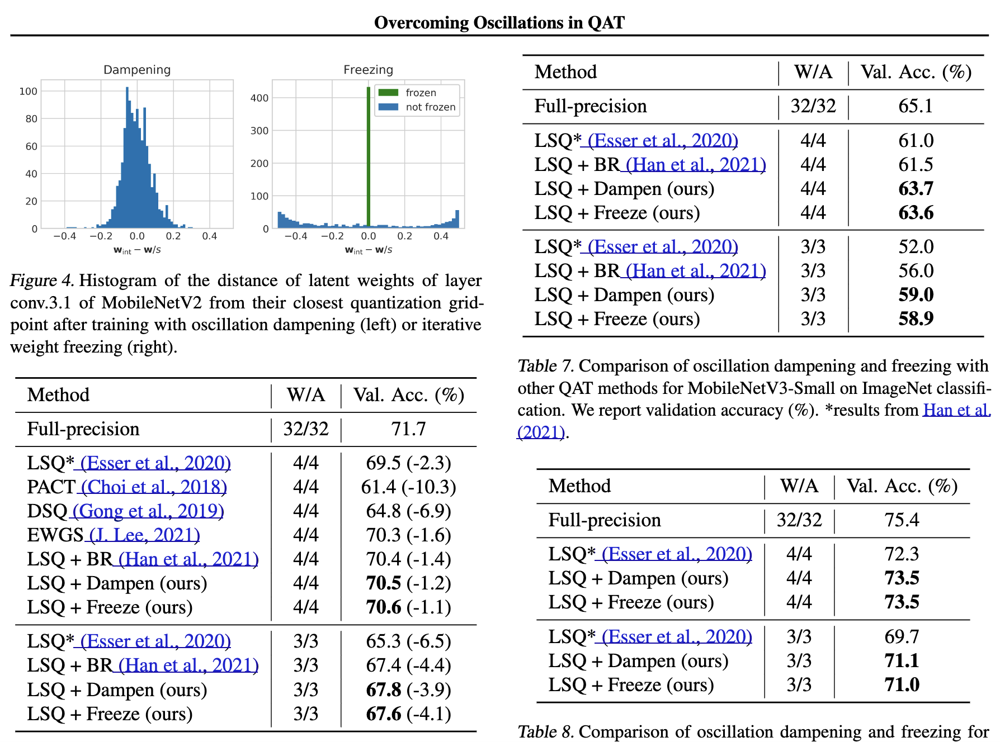 Overcoming Oscillations in QAT
Dampening
100
80
60
40
20
0
−0.4 −0.2 0.0 0.2 0.4
w_int − w/s
Freezing
frozen
not frozen
400
300
200
100
0
−0.4 −0.2 0.0 0.2 0.4
w_int − w/s
Figure 4. Histogram of the distance of latent weights of layer
conv.3.1 of MobileNetV2 from their closest quantization grid-
point after training with oscillation dampening (left) or iterative
weight freezing (right).
Method W/A Val. Acc. (%)
Full-precision 32/32 71.7
LSQ* (Esser et al., 2020) 4/4 69.5 (-2.3)
PACT (Choi et al., 2018) 4/4 61.4 (-10.3)
DSQ (Gong et al., 2019) 4/4 64.8 (-6.9)
EWGS (J. Lee, 2021) 4/4 70.3 (-1.6)
LSQ + BR (Han et al., 2021) 4/4 70.4 (-1.4)
LSQ + Dampen (ours) 4/4 70.5 (-1.2)
LSQ + Freeze (ours) 4/4 70.6 (-1.1)
LSQ* (Esser et al., 2020) 3/3 65.3 (-6.5)
LSQ + BR (Han et al., 2021) 3/3 67.4 (-4.4)
LSQ + Dampen (ours) 3/3 67.8 (-3.9)
LSQ + Freeze (ours) 3/3 67.6 (-4.1)
Method W/A Val. Acc. (%)
Full-precision 32/32 65.1
LSQ* (Esser et al., 2020) 4/4 61.0
LSQ + BR (Han et al., 2021) 4/4 61.5
LSQ + Dampen (ours) 4/4 63.7
LSQ + Freeze (ours) 4/4 63.6
LSQ* (Esser et al., 2020) 3/3 52.0
LSQ + BR (Han et al., 2021) 3/3 56.0
LSQ + Dampen (ours) 3/3 59.0
LSQ + Freeze (ours) 3/3 58.9
Table 7. Comparison of oscillation dampening and freezing with
other QAT methods for MobileNetV3-Small on ImageNet classifi-
cation. We report validation accuracy (%). *results from Han et al.
(2021).
Method W/A Val. Acc. (%)
Full-precision 32/32 75.4
LSQ* (Esser et al., 2020) 4/4 72.3
LSQ + Dampen (ours) 4/4 73.5
LSQ + Freeze (ours) 4/4 73.5
LSQ* (Esser et al., 2020) 3/3 69.7
LSQ + Dampen (ours) 3/3 71.1
LSQ + Freeze (ours) 3/3 71.0
Table 8. Comparison of oscillation dampening and freezing for